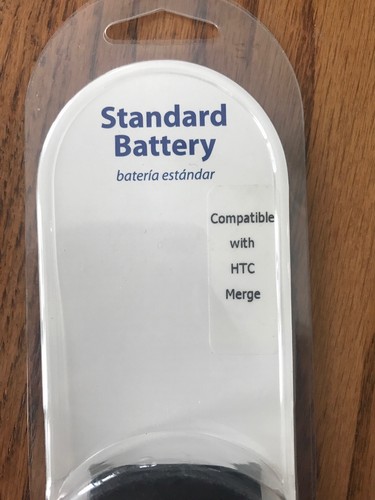 Standard
Battery
batería estándar
Compatible
with
HTC
Merge